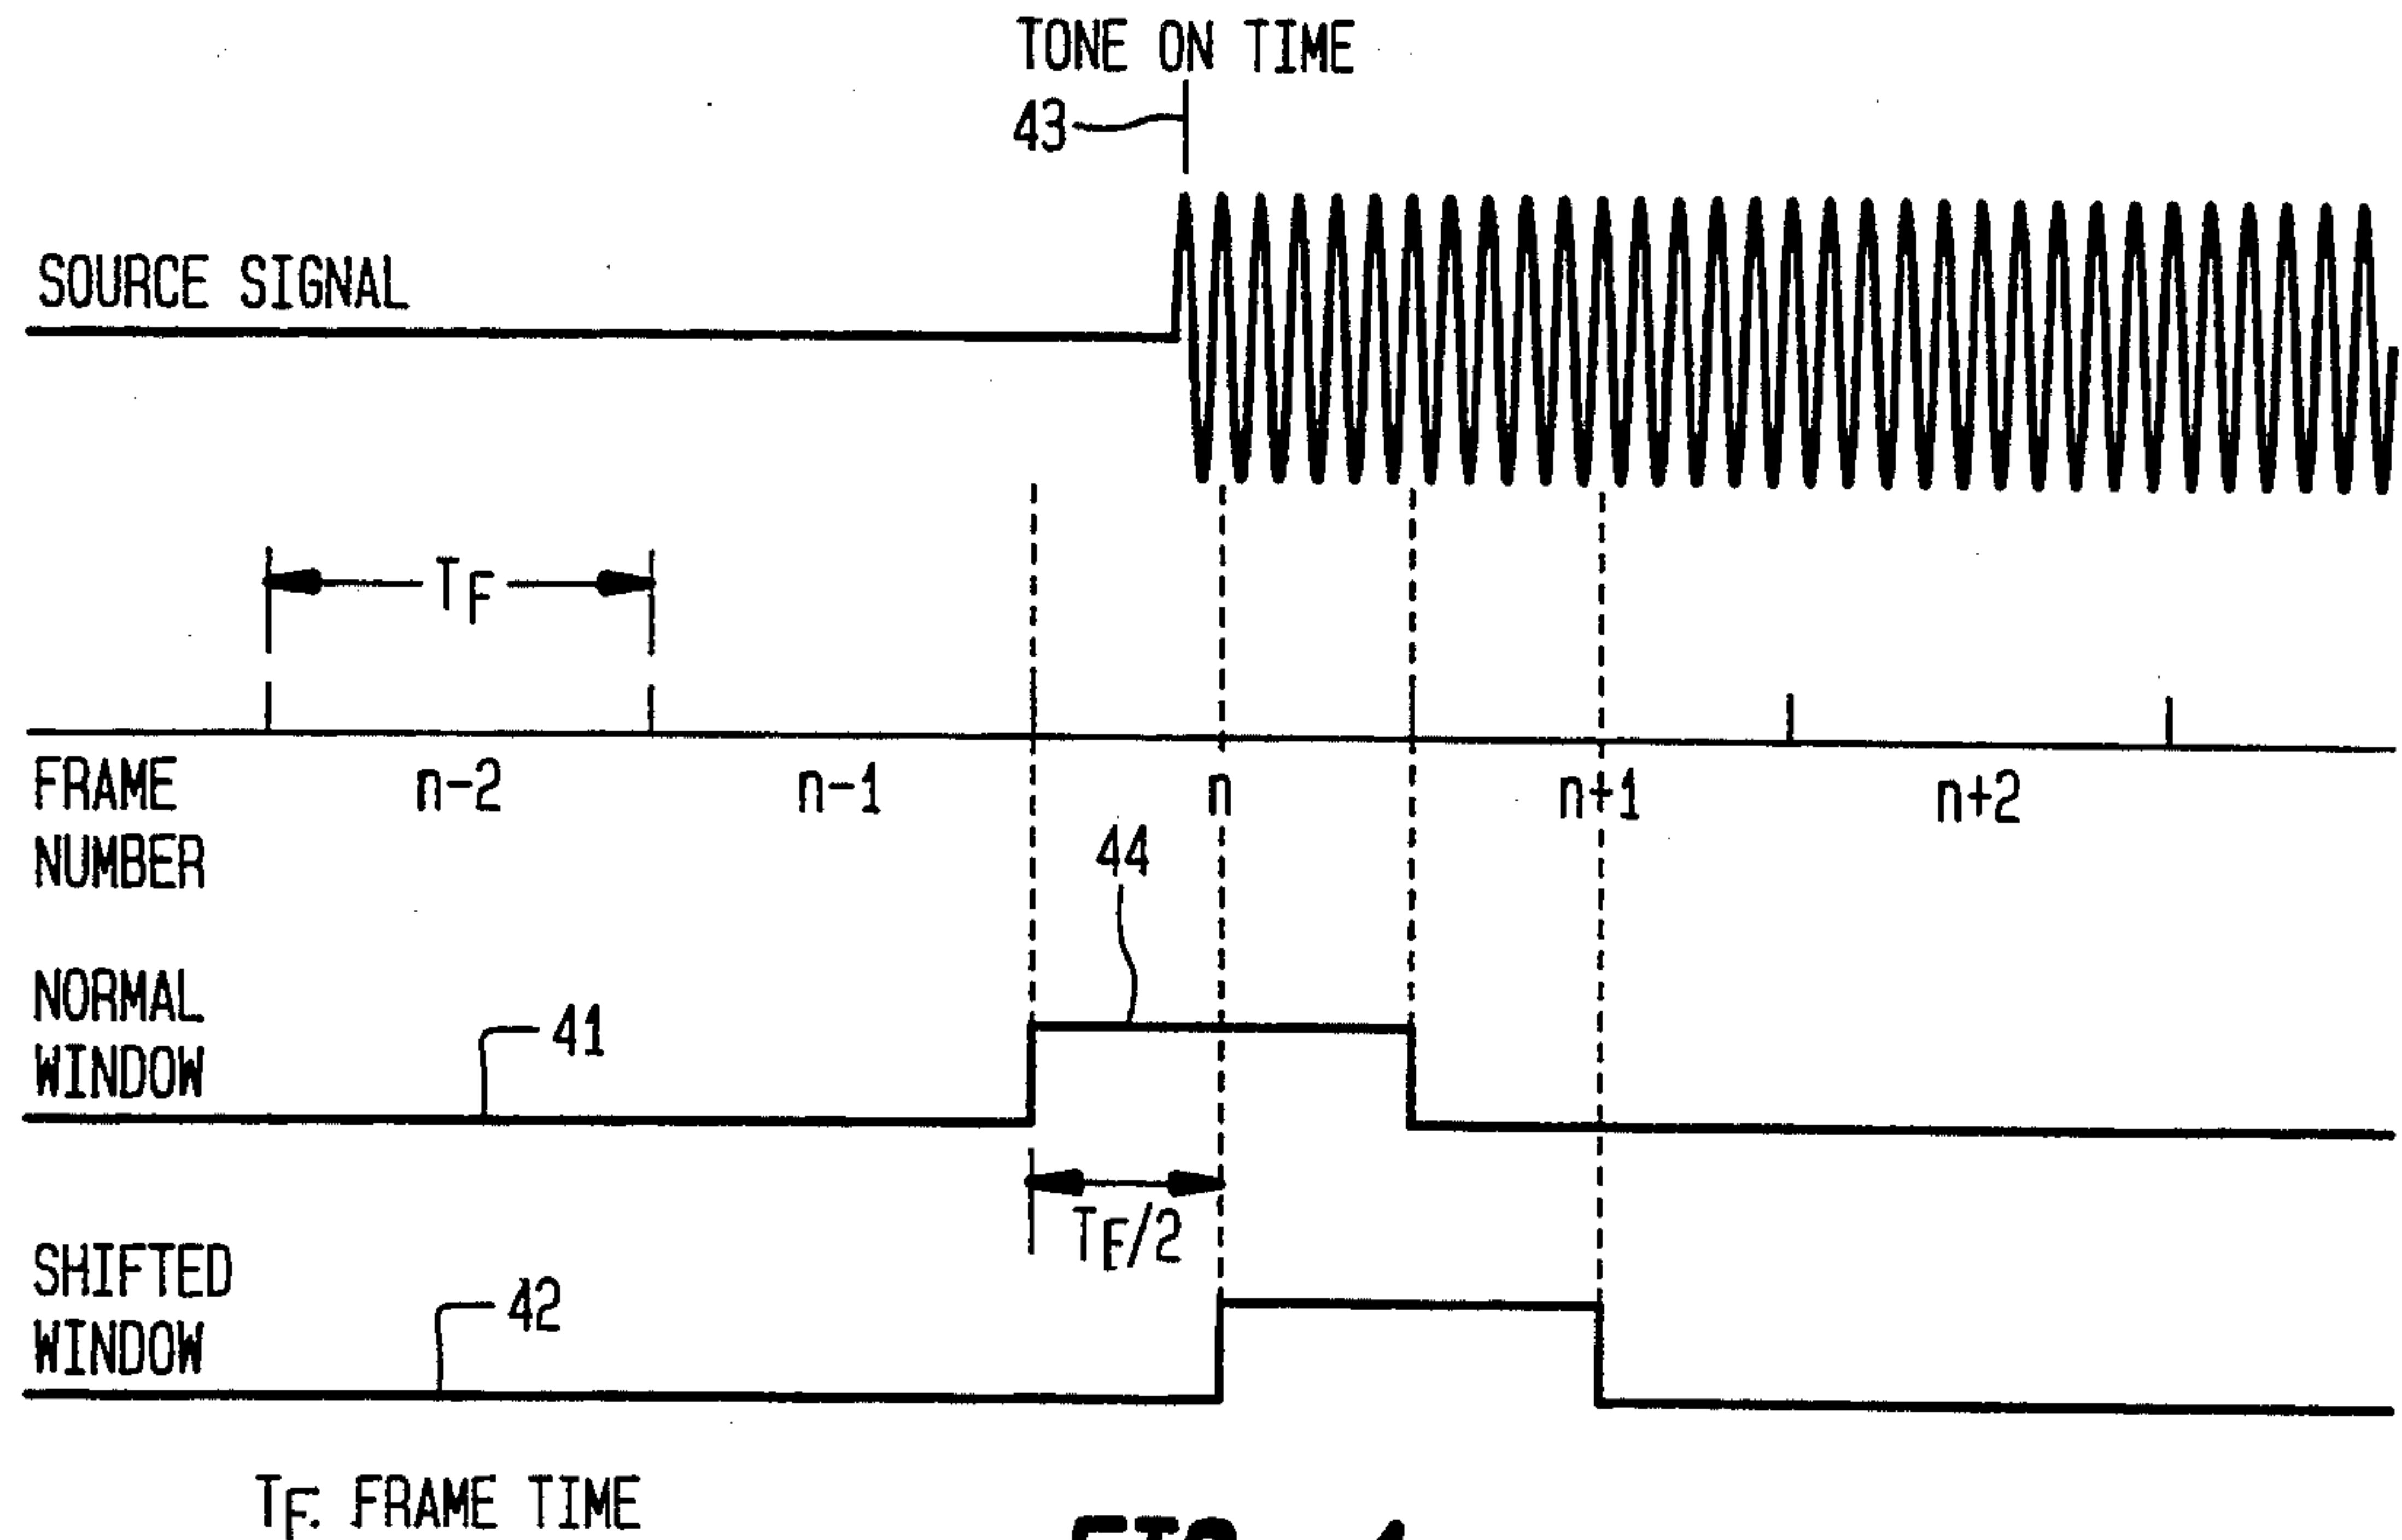 TONE ON TIME
43
SOURCE SIGNAL
TF
FRAME
NUMBER
n-2
n-1
n
n+1
n+2
44
NORMAL
WINDOW
41
TF/2
SHIFTED
WINDOW
42
TF: FRAME TIME